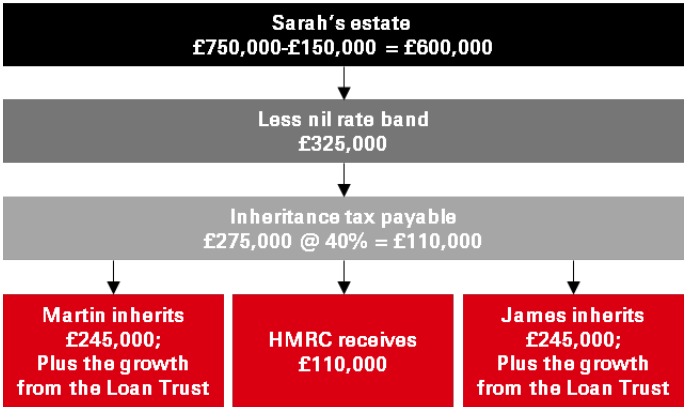 Sarah's estate
£750,000-£150,000 = £600,000
Less nil rate band
£325,000
Inheritance tax payable
£275,000 @ 40% = £110,000
Martin inherits
£245,000;
Plus the growth
from the Loan Trust
HMRC receives
£110,000
James inherits
£245,000;
Plus the growth
from the Loan Trust